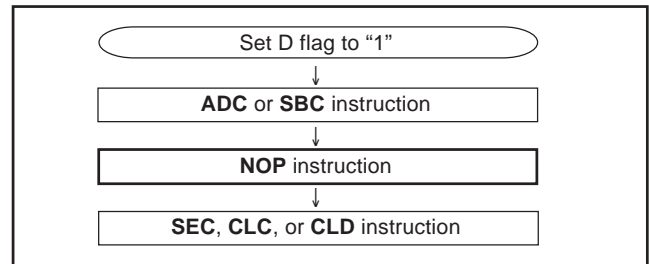 Set D flag to “1”
ADC or SBC instruction
NOP instruction
SEC, CLC, or CLD instruction